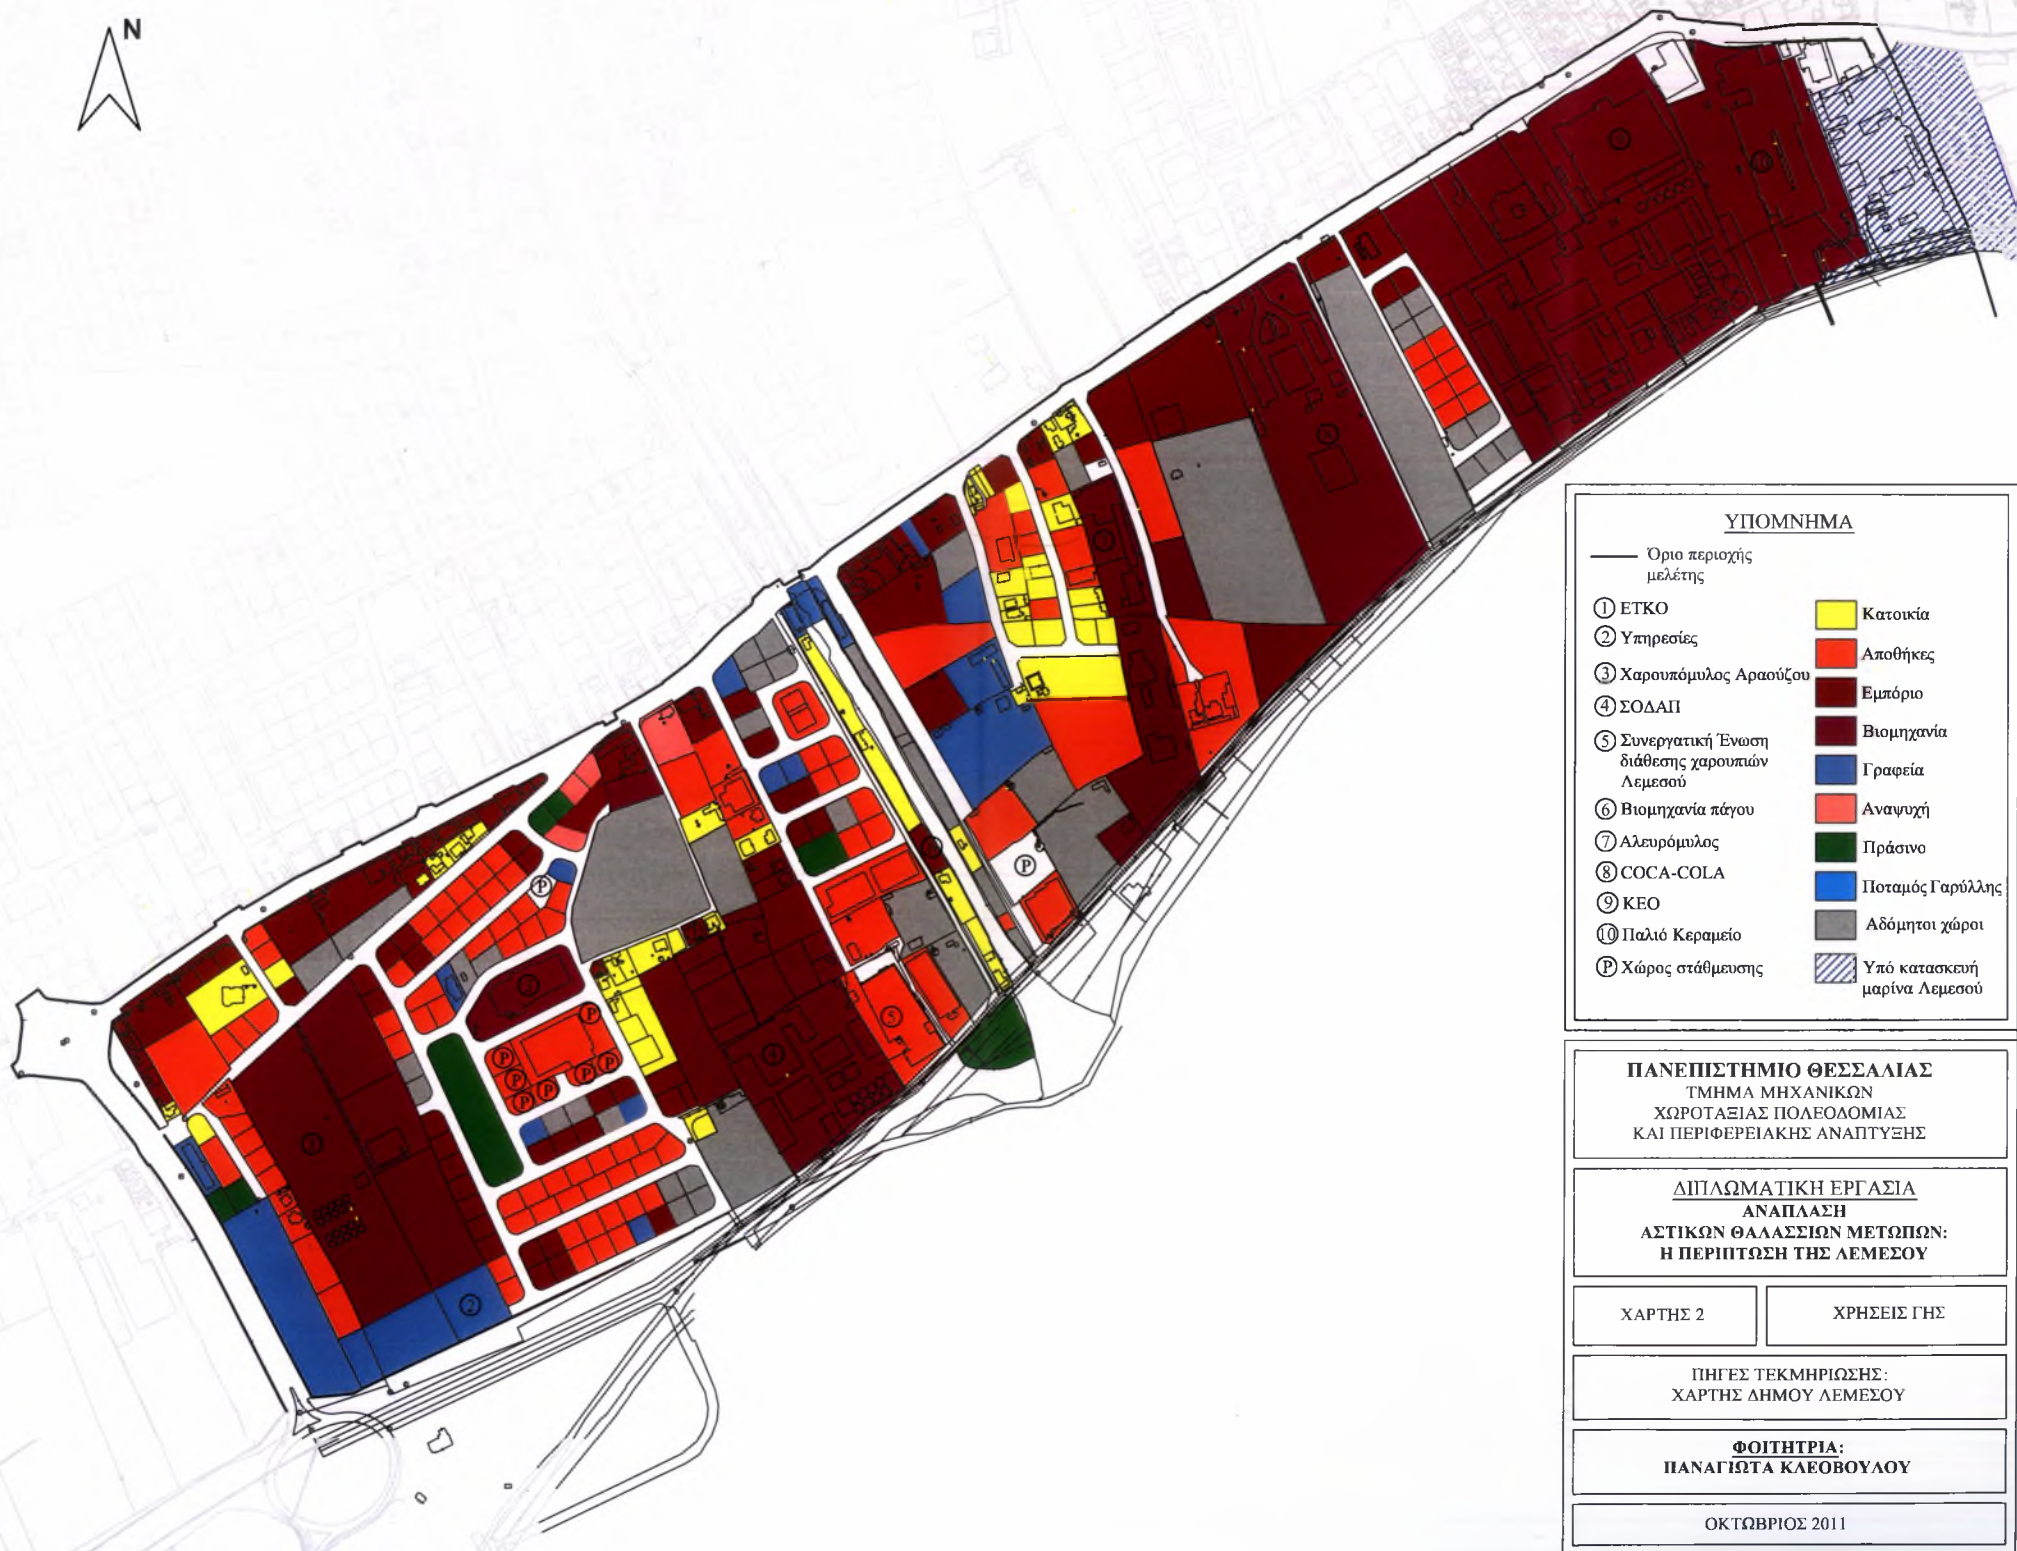 N
ΥΠΟΜΝΗΜΑ
Όριο περιοχής
μελέτης
① ΕΤΚΟ
② Υπηρεσίες
③ Χαρουπόμυλος Αραούζου
④ ΣΟΔΑΠ
⑤ Συνεργατική Ένωση
διάθεσης χαρουπιών
Λεμεσού
⑥ Βιομηχανία πάγου
⑦ Αλευρόμυλος
⑧ COCA-COLA
⑨ ΚΕΟ
⑩ Παλιό Κεραμείο
Ⓟ Χώρος στάθμευσης
Κατοικία
Αποθήκες
Εμπόριο
Βιομηχανία
Γραφεία
Αναψυχή
Πράσινο
Ποταμός Γαρύλλης
Αδόμητοι χώροι
Υπό κατασκευή
μαρίνα Λεμεσού
ΠΑΝΕΠΙΣΤΗΜΙΟ ΘΕΣΣΑΛΙΑΣ
ΤΜΗΜΑ ΜΗΧΑΝΙΚΩΝ
ΧΩΡΟΤΑΞΙΑΣ ΠΟΛΕΟΔΟΜΙΑΣ
ΚΑΙ ΠΕΡΙΦΕΡΕΙΑΚΗΣ ΑΝΑΠΤΥΞΗΣ
ΔΙΠΛΩΜΑΤΙΚΗ ΕΡΓΑΣΙΑ
ΑΝΑΠΛΑΣΗ
ΑΣΤΙΚΩΝ ΘΑΛΑΣΣΙΩΝ ΜΕΤΩΠΩΝ:
Η ΠΕΡΙΠΤΩΣΗ ΤΗΣ ΛΕΜΕΣΟΥ
ΧΑΡΤΗΣ 2
ΧΡΗΣΕΙΣ ΓΗΣ
ΠΗΓΕΣ ΤΕΚΜΗΡΙΩΣΗΣ:
ΧΑΡΤΗΣ ΔΗΜΟΥ ΛΕΜΕΣΟΥ
ΦΟΙΤΗΤΡΙΑ:
ΠΑΝΑΓΙΩΤΑ ΚΛΕΟΒΟΥΛΟΥ
ΟΚΤΩΒΡΙΟΣ 2011